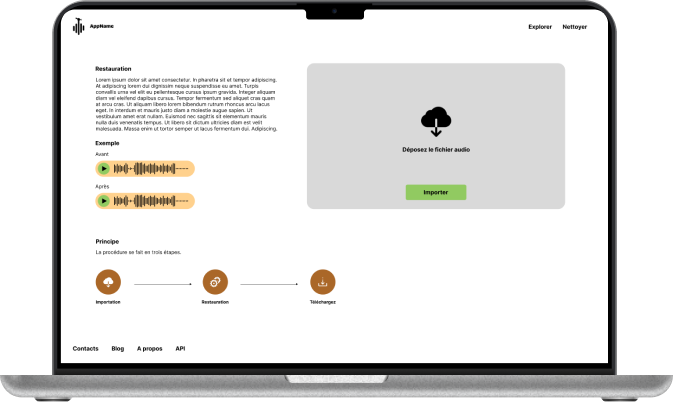 AppName
Explorer Nettoyer
Restauration
Lorem ipsum dolor sit amet consectetur. In pharetra sit et tempor adipiscing.
At adipiscing lorem dui dignissim neque suspendisse eu amet. Turpis
convallis urna vel elit eu pellentesque cursus ipsum gravida. Integer aliquam
diam vel eleifend dapibus cursus. Tempor fermentum sed aliquet cras quam
at arcu cras. Ut aliquam libero lorem bibendum rutrum rhoncus arcu lacus
eget. In interdum et mauris justo diam a molestie augue sapien. Ut
vestibulum amet erat nullam. Euismod nec sagittis sit elementum mauris
nulla duis venenatis tempus. Ut libero sit dictum ultricies diam est velit
malesuada. Massa enim ut tortor semper ut lacus fermentum dui. Adipiscing.
Exemple
Avant
Après
Déposez le fichier audio
Importer
Principe
La procédure se fait en trois étapes.
Importation
Restauration
Téléchargez
Contacts Blog A propos API